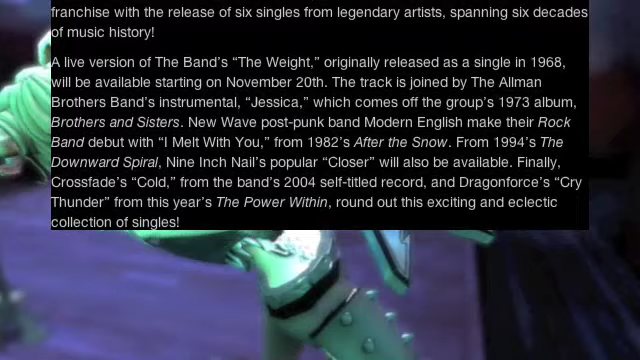 franchise with the release of six singles from legendary artists, spanning six decades
of music history!
A live version of The Band's “The Weight,” originally released as a single in 1968,
will be available starting on November 20th. The track is joined by The Allman
Brothers Band's instrumental, “Jessica,” which comes off the group's 1973 album,
Brothers and Sisters. New Wave post-punk band Modern English make their Rock
Band debut with “I Melt With You,” from 1982's After the Snow. From 1994's The
Downward Spiral, Nine Inch Nail's popular “Closer” will also be available. Finally,
Crossfade's “Cold,” from the band's 2004 self-titled record, and Dragonforce's “Cry
Thunder” from this year's The Power Within, round out this exciting and eclectic
collection of singles!